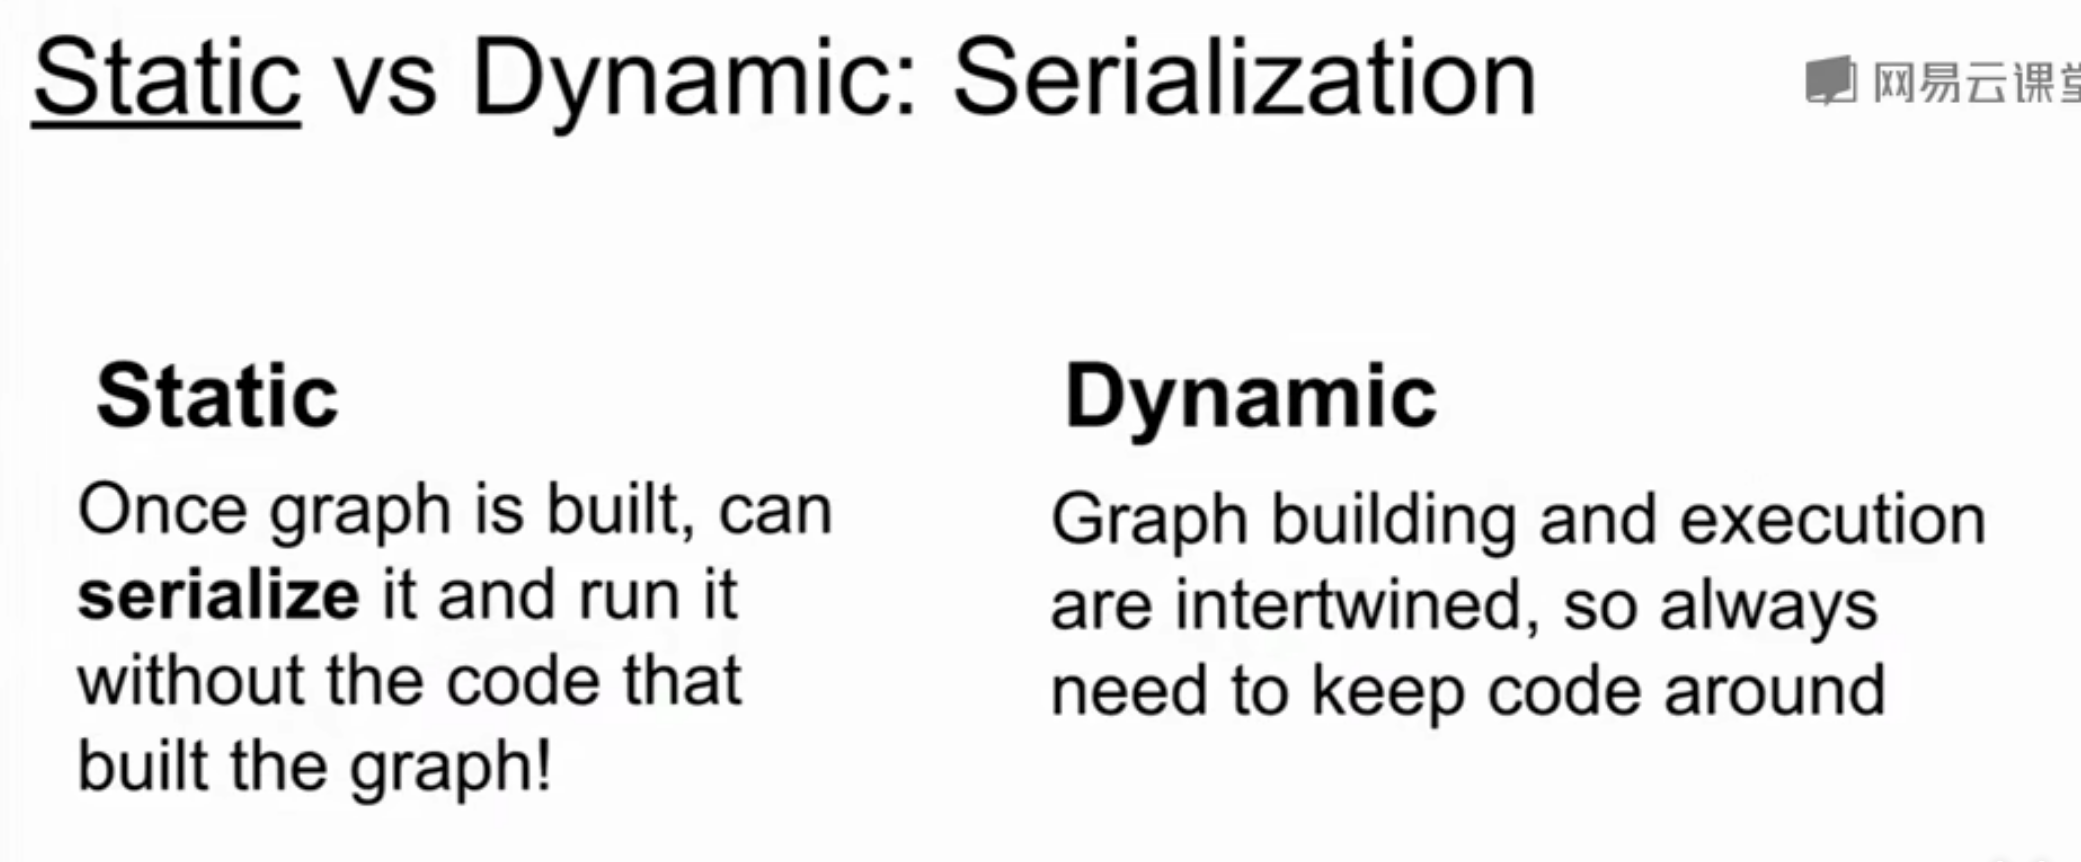 Static vs Dynamic: Serialization
网易云课堂
Static
Once graph is built, can
serialize it and run it
without the code that
built the graph!
Dynamic
Graph building and execution
are intertwined, so always
need to keep code around